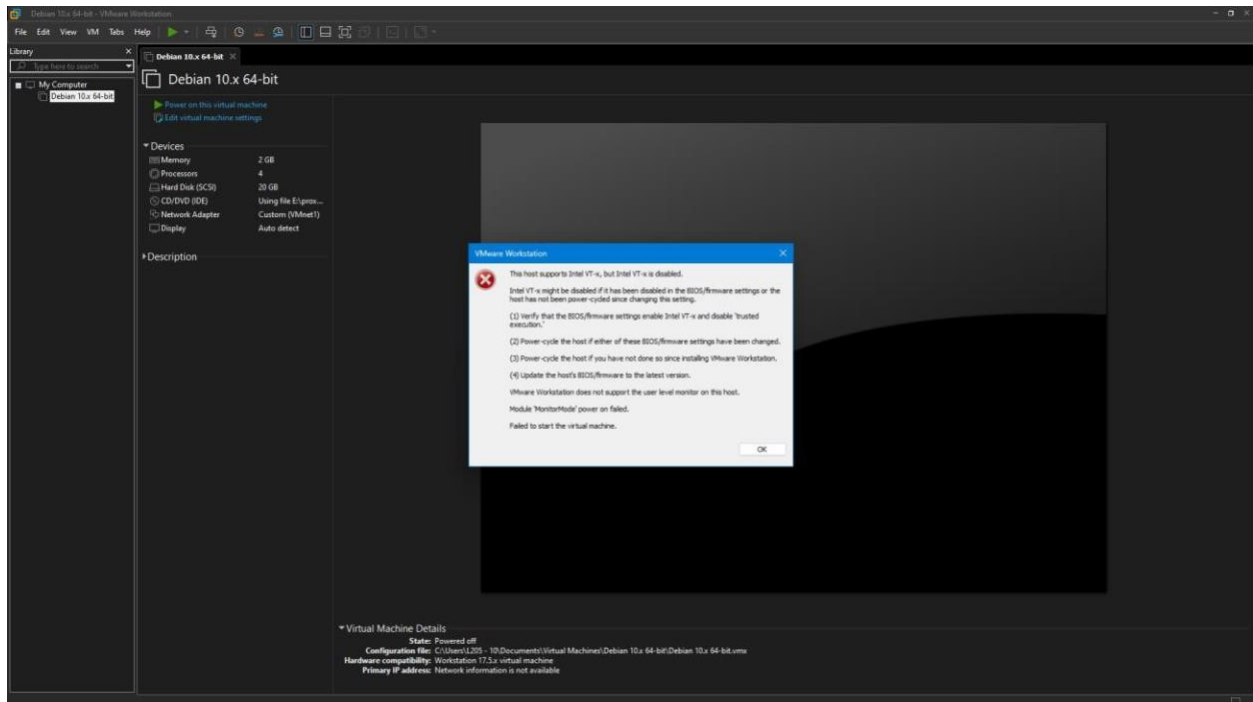 Debian 10.x 64-bit - VMware Workstation
File Edit View VM Tabs Help
Library
Type here to search
My Computer
Debian 10.x 64-bit
Debian 10.x 64-bit
Debian 10.x 64-bit
Power on this virtual machine
Edit virtual machine settings
Devices
Memory 2 GB
Processors 4
Hard Disk (SCSI) 20 GB
CD/DVD (IDE) Using file E:\prox...
Network Adapter Custom (VMnet1)
Display Auto detect
Description
VMware Workstation
This host supports Intel VT-x, but Intel VT-x is disabled.
Intel VT-x might be disabled if it has been disabled in the BIOS/firmware settings or the
host has not been power-cycled since changing this setting.
(1) Verify that the BIOS/firmware settings enable Intel VT-x and disable 'trusted
execution.'
(2) Power-cycle the host if either of these BIOS/firmware settings have been changed.
(3) Power-cycle the host if you have not done so since installing VMware Workstation.
(4) Update the host's BIOS/firmware to the latest version.
VMware Workstation does not support the user level monitor on this host.
Module 'MonitorMode' power on failed.
Failed to start the virtual machine.
OK
Virtual Machine Details
State: Powered off
Configuration file: C:\Users\L205 - 10\Documents\Virtual Machines\Debian 10.x 64-bit\Debian 10.x 64-bit.vmx
Hardware compatibility: Workstation 17.5.x virtual machine
Primary IP address: Network information is not available